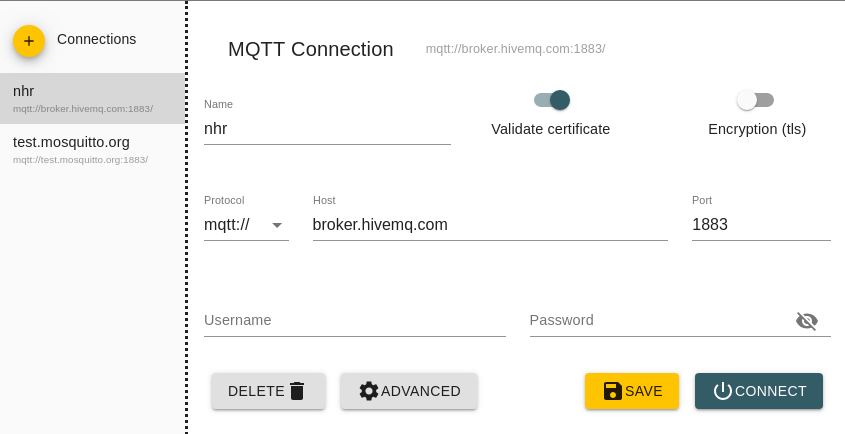 + Connections
nhr
mqtt://broker.hivemq.com:1883/
test.mosquitto.org
mqtt://test.mosquitto.org:1883/
MQTT Connection mqtt://broker.hivemq.com:1883/
Name
nhr
Validate certificate
Encryption (tls)
Protocol Host Port
mqtt:// broker.hivemq.com 1883
Username Password
DELETE ADVANCED SAVE CONNECT